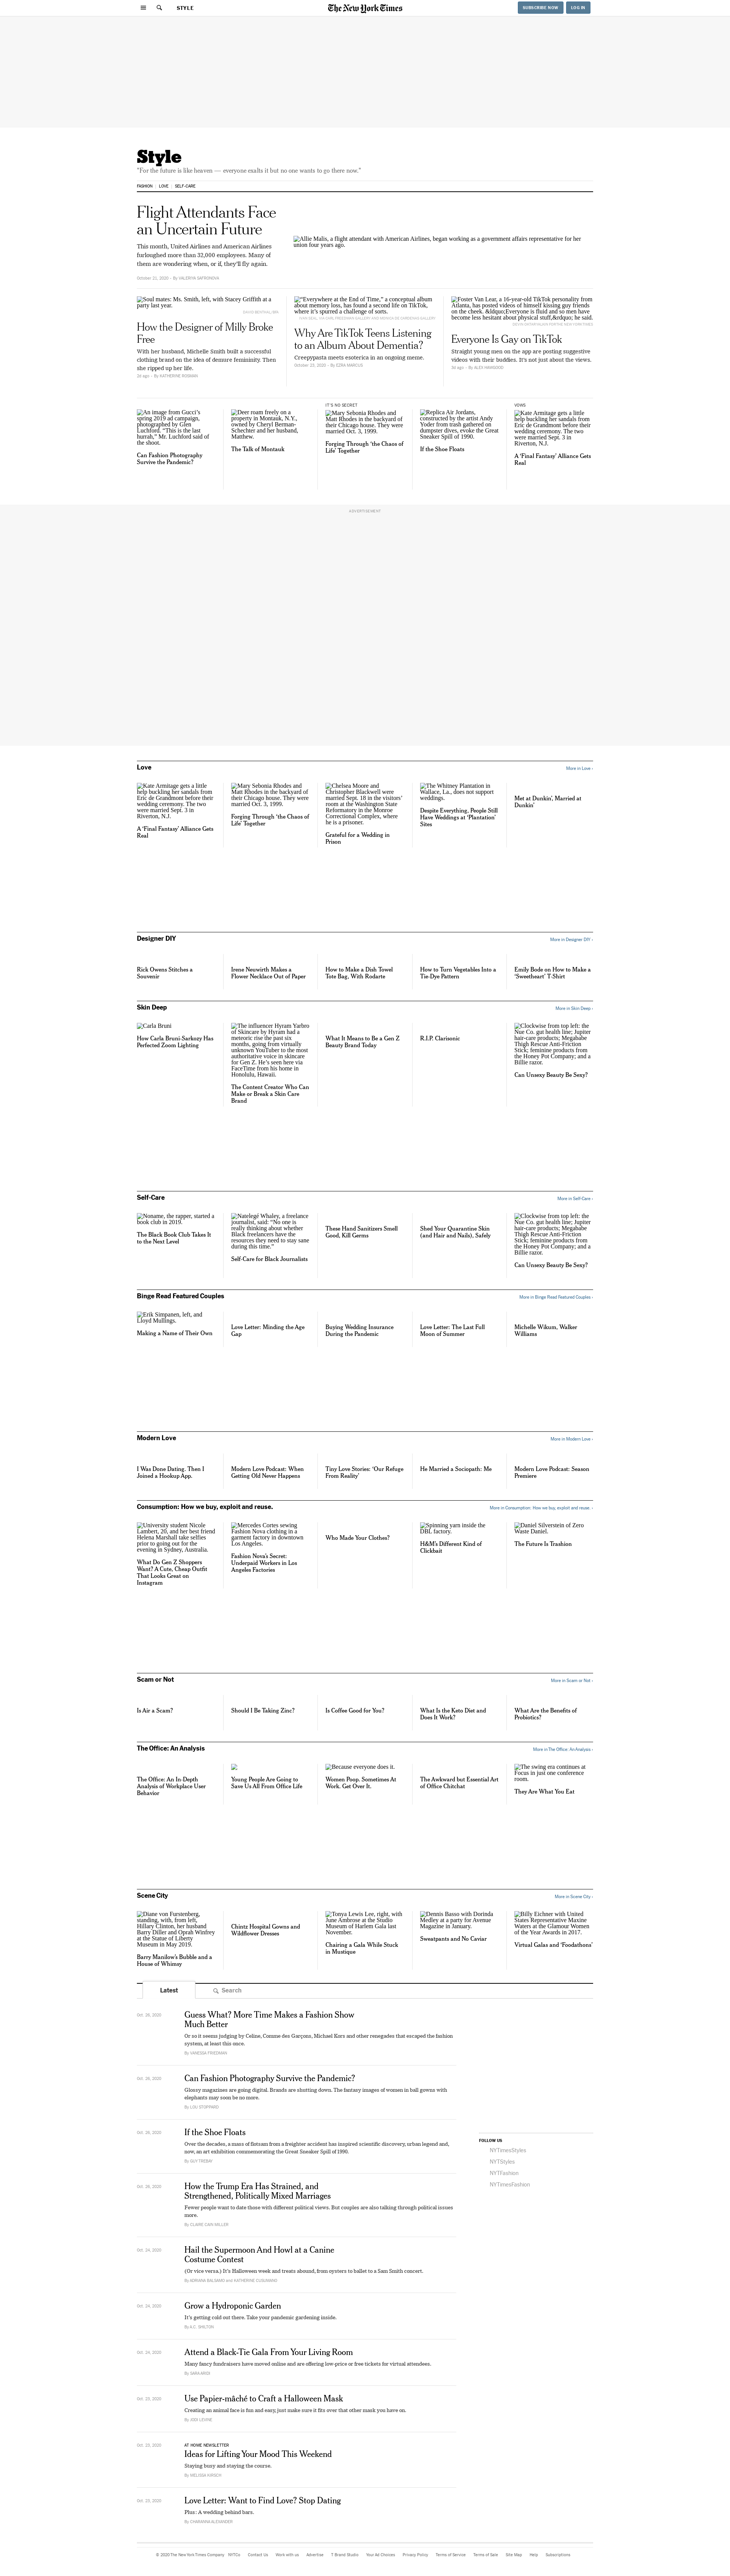 STYLE
The New York Times
SUBSCRIBE NOW
LOG IN
Style
"For the future is like heaven — everyone exalts it but no one wants to go there now."
FASHION
LOVE
SELF-CARE
Flight Attendants Face
an Uncertain Future
This month, United Airlines and American Airlines
furloughed more than 32,000 employees. Many of
them are wondering when, or if, they'll fly again.
October 21, 2020 - By VALERIYA SAFRONOVA
Allie Malis, a flight attendant with American Airlines, began working as a government affairs representative for her
union four years ago.
Soul mates: Ms. Smith, left, with Stacey Griffith at a
party last year.
How the Designer of Milly Broke
Free
With her husband, Michelle Smith built a successful
clothing brand on the idea of demure femininity. Then
she ripped up her life.
2d ago - By KATHERINE ROSMAN
"Everywhere at the End of Time," a conceptual album
about memory loss, has found a second life on TikTok,
where it's spurred a challenge of sorts.
Why Are TikTok Teens Listening
to an Album About Dementia?
Creepypasta meets esoterica in an ongoing meme.
October 23, 2020 - By EZRA MARCUS
Foster Van Lear, a 16-year-old TikTok personality from
Atlanta, has posted videos of himself kissing guy friends
on the cheek. &ldquo;Everyone is fluid and so men have
become less hesitant about physical stuff,&rdquo; he said.
Everyone Is Gay on TikTok
Straight young men on the app are posting suggestive
videos with their buddies. It's not just about the views.
3d ago - By ALEX HAWGOOD
An image from Gucci's
spring 2019 ad campaign,
photographed by Glen
Luchford. "This is the last
hurrah," Mr. Luchford said of
the shoot.
Can Fashion Photography
Survive the Pandemic?
Deer roam freely on a
property in Montauk, N.Y.,
owned by Cheryl Berman-
Schechter and her husband,
Matthew.
The Talk of Montauk
IT'S NO SECRET
Mary Sebonia Rhodes and
Matt Rhodes in the backyard of
their Chicago house. They were
married Oct. 3, 1999.
Forging Through 'the Chaos of
Life' Together
Replica Air Jordans,
constructed by the artist Andy
Yoder from trash gathered on
dumpster dives, evoke the Great
Sneaker Spill of 1990.
If the Shoe Floats
VOWS
Kate Armitage gets a little
help buckling her sandals from
Eric de Grandmont before their
wedding ceremony. The two
were married Sept. 3 in
Riverton, N.J.
A 'Final Fantasy' Alliance Gets
Real
ADVERTISEMENT
Love
More in Love ›
Kate Armitage gets a little
help buckling her sandals from
Eric de Grandmont before their
wedding ceremony. The two
were married Sept. 3 in
Riverton, N.J.
A 'Final Fantasy' Alliance Gets
Real
Mary Sebonia Rhodes and
Matt Rhodes in the backyard of
their Chicago house. They were
married Oct. 3, 1999.
Forging Through 'the Chaos of
Life' Together
Chelsea Moore and
Christopher Blackwell were
married Sept. 18 in the visitors'
room at the Washington State
Reformatory in the Monroe
Correctional Complex, where
he is a prisoner.
Grateful for a Wedding in
Prison
The Whitney Plantation in
Wallace, La., does not support
weddings.
Despite Everything, People Still
Have Weddings at 'Plantation'
Sites
Met at Dunkin', Married at
Dunkin'
Designer DIY
More in Designer DIY ›
Rick Owens Stitches a
Souvenir
Irene Neuwirth Makes a
Flower Necklace Out of Paper
How to Make a Dish Towel
Tote Bag, With Rodarte
How to Turn Vegetables Into a
Tie-Dye Pattern
Emily Bode on How to Make a
'Sweetheart' T-Shirt
Skin Deep
More in Skin Deep ›
Carla Bruni
How Carla Bruni-Sarkozy Has
Perfected Zoom Lighting
The influencer Hyram Yarbro
of Skincare by Hyram had a
meteoric rise the past six
months, going from virtually
unknown YouTuber to the most
authoritative voice in skincare
for Gen Z. He's seen here via
FaceTime from his home in
Honolulu, Hawaii.
The Content Creator Who Can
Make or Break a Skin Care
Brand
What It Means to Be a Gen Z
Beauty Brand Today
R.I.P. Clarisonic
Clockwise from top left: the
Nue Co. gut health line; Jupiter
hair-care products; Megababe
Thigh Rescue Anti-Friction
Stick; feminine products from
the Honey Pot Company; and a
Billie razor.
Can Unsexy Beauty Be Sexy?
Self-Care
More in Self-Care ›
Noname, the rapper, started a
book club in 2019.
The Black Book Club Takes It
to the Next Level
Natelegé Whaley, a freelance
journalist, said: "No one is
really thinking about whether
Black freelancers have the
resources they need to stay sane
during this time."
Self-Care for Black Journalists
These Hand Sanitizers Smell
Good, Kill Germs
Shed Your Quarantine Skin
(and Hair and Nails), Safely
Clockwise from top left: the
Nue Co. gut health line; Jupiter
hair-care products; Megababe
Thigh Rescue Anti-Friction
Stick; feminine products from
the Honey Pot Company; and a
Billie razor.
Can Unsexy Beauty Be Sexy?
Binge Read Featured Couples
More in Binge Read Featured Couples ›
Erik Simpanen, left, and
Lloyd Mullings.
Making a Name of Their Own
Love Letter: Minding the Age
Gap
Buying Wedding Insurance
During the Pandemic
Love Letter: The Last Full
Moon of Summer
Michelle Wikum, Walker
Williams
Modern Love
More in Modern Love ›
I Was Done Dating. Then I
Joined a Hookup App.
Modern Love Podcast: When
Getting Old Never Happens
Tiny Love Stories: 'Our Refuge
From Reality'
He Married a Sociopath: Me
Modern Love Podcast: Season
Premiere
Consumption: How we buy, exploit and reuse.
More in Consumption: How we buy, exploit and reuse. ›
University student Nicole
Lambert, 20, and her best friend
Helena Marshall take selfies
prior to going out for the
evening in Sydney, Australia.
What Do Gen Z Shoppers
Want? A Cute, Cheap Outfit
That Looks Great on
Instagram
Mercedes Cortes sewing
Fashion Nova clothing in a
garment factory in downtown
Los Angeles.
Fashion Nova's Secret:
Underpaid Workers in Los
Angeles Factories
Who Made Your Clothes?
Spinning yarn inside the
DBL factory.
H&M's Different Kind of
Clickbait
Daniel Silverstein of Zero
Waste Daniel.
The Future Is Trashion
Scam or Not
More in Scam or Not ›
Is Air a Scam?
Should I Be Taking Zinc?
Is Coffee Good for You?
What Is the Keto Diet and
Does It Work?
What Are the Benefits of
Probiotics?
The Office: An Analysis
More in The Office: An Analysis ›
The Office: An In-Depth
Analysis of Workplace User
Behavior
Young People Are Going to
Save Us All From Office Life
Because everyone does it.
Women Poop. Sometimes At
Work. Get Over It.
The Awkward but Essential Art
of Office Chitchat
The swing era continues at
Focus in just one conference
room.
They Are What You Eat
Scene City
More in Scene City ›
Diane von Furstenberg,
standing, with, from left,
Hillary Clinton, her husband
Barry Diller and Oprah Winfrey
at the Statue of Liberty
Museum in May 2019.
Barry Manilow's Bubble and a
House of Whimsy
Chintz Hospital Gowns and
Wildflower Dresses
Tonya Lewis Lee, right, with
June Ambrose at the Studio
Museum of Harlem Gala last
November.
Chairing a Gala While Stuck
in Mustique
Dennis Basso with Dorinda
Medley at a party for Avenue
Magazine in January.
Sweatpants and No Caviar
Billy Eichner with United
States Representative Maxine
Waters at the Glamour Women
of the Year Awards in 2017.
Virtual Galas and 'Foodathons'
Latest
Search
Oct. 26, 2020
Guess What? More Time Makes a Fashion Show
Much Better
Or so it seems judging by Celine, Comme des Garçons, Michael Kors and other renegades that escaped the fashion
system, at least this once.
By VANESSA FRIEDMAN
Oct. 26, 2020
Can Fashion Photography Survive the Pandemic?
Glossy magazines are going digital. Brands are shutting down. The fantasy images of women in ball gowns with
elephants may soon be no more.
By LOU STOPPARD
Oct. 26, 2020
If the Shoe Floats
Over the decades, a mass of flotsam from a freighter accident has inspired scientific discovery, urban legend and,
now, an art exhibition commemorating the Great Sneaker Spill of 1990.
By GUY TREBAY
Oct. 26, 2020
How the Trump Era Has Strained, and
Strengthened, Politically Mixed Marriages
Fewer people want to date those with different political views. But couples are also talking through political issues
more.
By CLAIRE CAIN MILLER
Oct. 24, 2020
Hail the Supermoon And Howl at a Canine
Costume Contest
(Or vice versa.) It's Halloween week and treats abound, from oysters to ballet to a Sam Smith concert.
By ADRIANA BALSAMO and KATHERINE CUSUMANO
Oct. 24, 2020
Grow a Hydroponic Garden
It's getting cold out there. Take your pandemic gardening inside.
By A.C. SHILTON
Oct. 24, 2020
Attend a Black-Tie Gala From Your Living Room
Many fancy fundraisers have moved online and are offering low-price or free tickets for virtual attendees.
Oct. 23, 2020
Use Papier-mâché to Craft a Halloween Mask
Creating an animal face is fun and easy, just make sure it fits over that other mask you have on.
By JODI LEVINE
Oct. 23, 2020
AT HOME NEWSLETTER
Ideas for Lifting Your Mood This Weekend
Staying busy and staying the course.
By MELISSA KIRSCH
Oct. 23, 2020
Love Letter: Want to Find Love? Stop Dating
Plus: A wedding behind bars.
By CHARANNA ALEXANDER
FOLLOW US
NYTimesStyles
NYTStyles
NYTFashion
NYTimesFashion
© 2020 The New York Times Company
NYTCo
Contact Us
Work with us
Advertise
T Brand Studio
Your Ad Choices
Privacy Policy
Terms of Service
Terms of Sale
Site Map
Help
Subscriptions